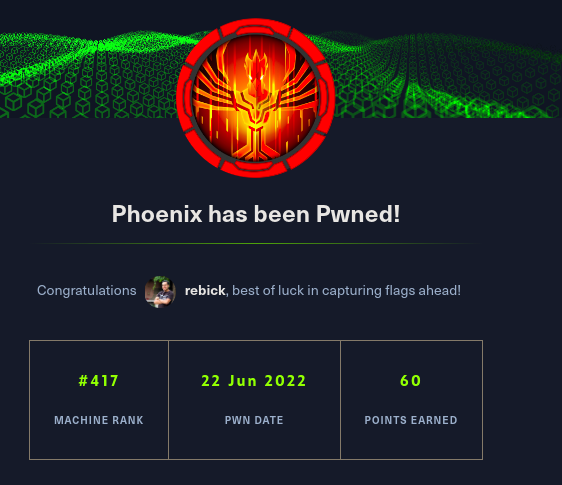 Phoenix has been Pwned!
Congratulations rebick, best of luck in capturing flags ahead!
#417 22 Jun 2022 60
MACHINE RANK PWN DATE POINTS EARNED